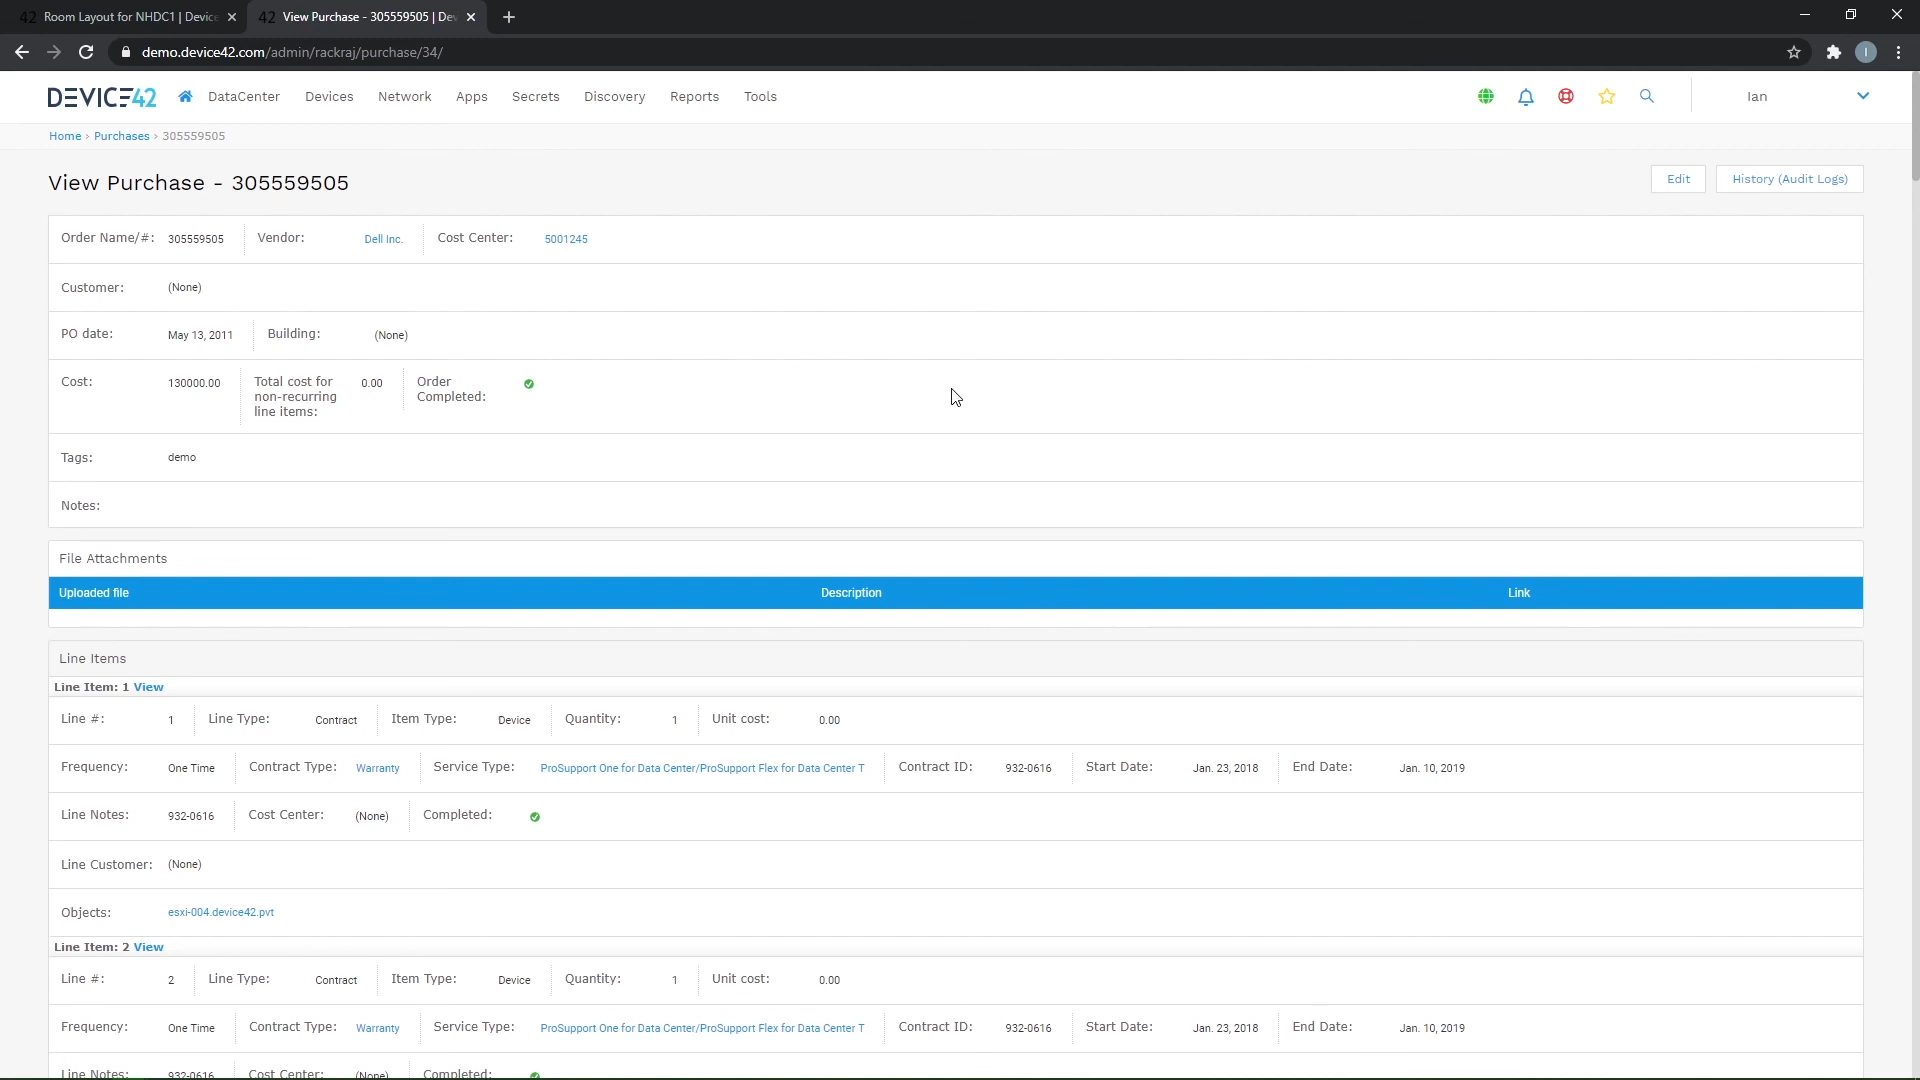 42 Room Layout for NHDC1 | Device
42 View Purchase - 305559505 | Dev
demo.device42.com/admin/rackraj/purchase/34/
I
DEVICE42 DataCenter Devices Network Apps Secrets Discovery Reports Tools Ian
Home › Purchases › 305559505
View Purchase - 305559505 Edit History (Audit Logs)
Order Name/#: 305559505 Vendor: Dell Inc. Cost Center: 5001245
Customer: (None)
PO date: May 13, 2011 Building: (None)
Cost: 130000.00 Total cost for non-recurring line items: 0.00 Order Completed:
Tags: demo
Notes:
File Attachments
Uploaded file Description Link
Line Items
Line Item: 1 View
Line #: 1 Line Type: Contract Item Type: Device Quantity: 1 Unit cost: 0.00
Frequency: One Time Contract Type: Warranty Service Type: ProSupport One for Data Center/ProSupport Flex for Data Center T Contract ID: 932-0616 Start Date: Jan. 23, 2018 End Date: Jan. 10, 2019
Line Notes: 932-0616 Cost Center: (None) Completed:
Line Customer: (None)
Objects: esxi-004.device42.pvt
Line Item: 2 View
Line #: 2 Line Type: Contract Item Type: Device Quantity: 1 Unit cost: 0.00
Frequency: One Time Contract Type: Warranty Service Type: ProSupport One for Data Center/ProSupport Flex for Data Center T Contract ID: 932-0616 Start Date: Jan. 23, 2018 End Date: Jan. 10, 2019
Line Notes: 932-0616 Cost Center: (None) Completed: